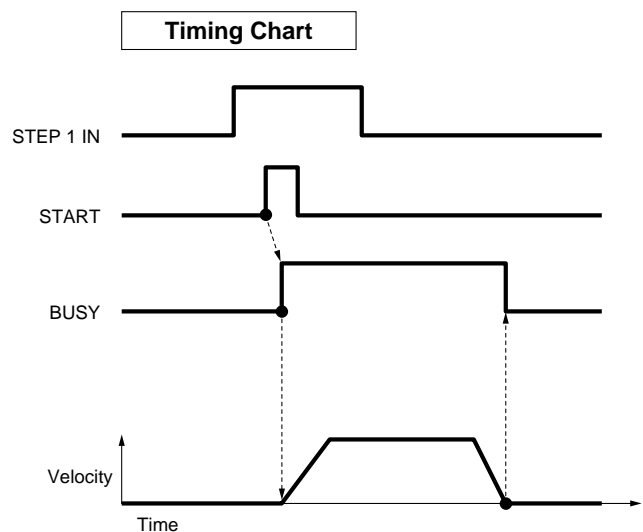 Timing Chart
STEP 1 IN
START
BUSY
Velocity
Time